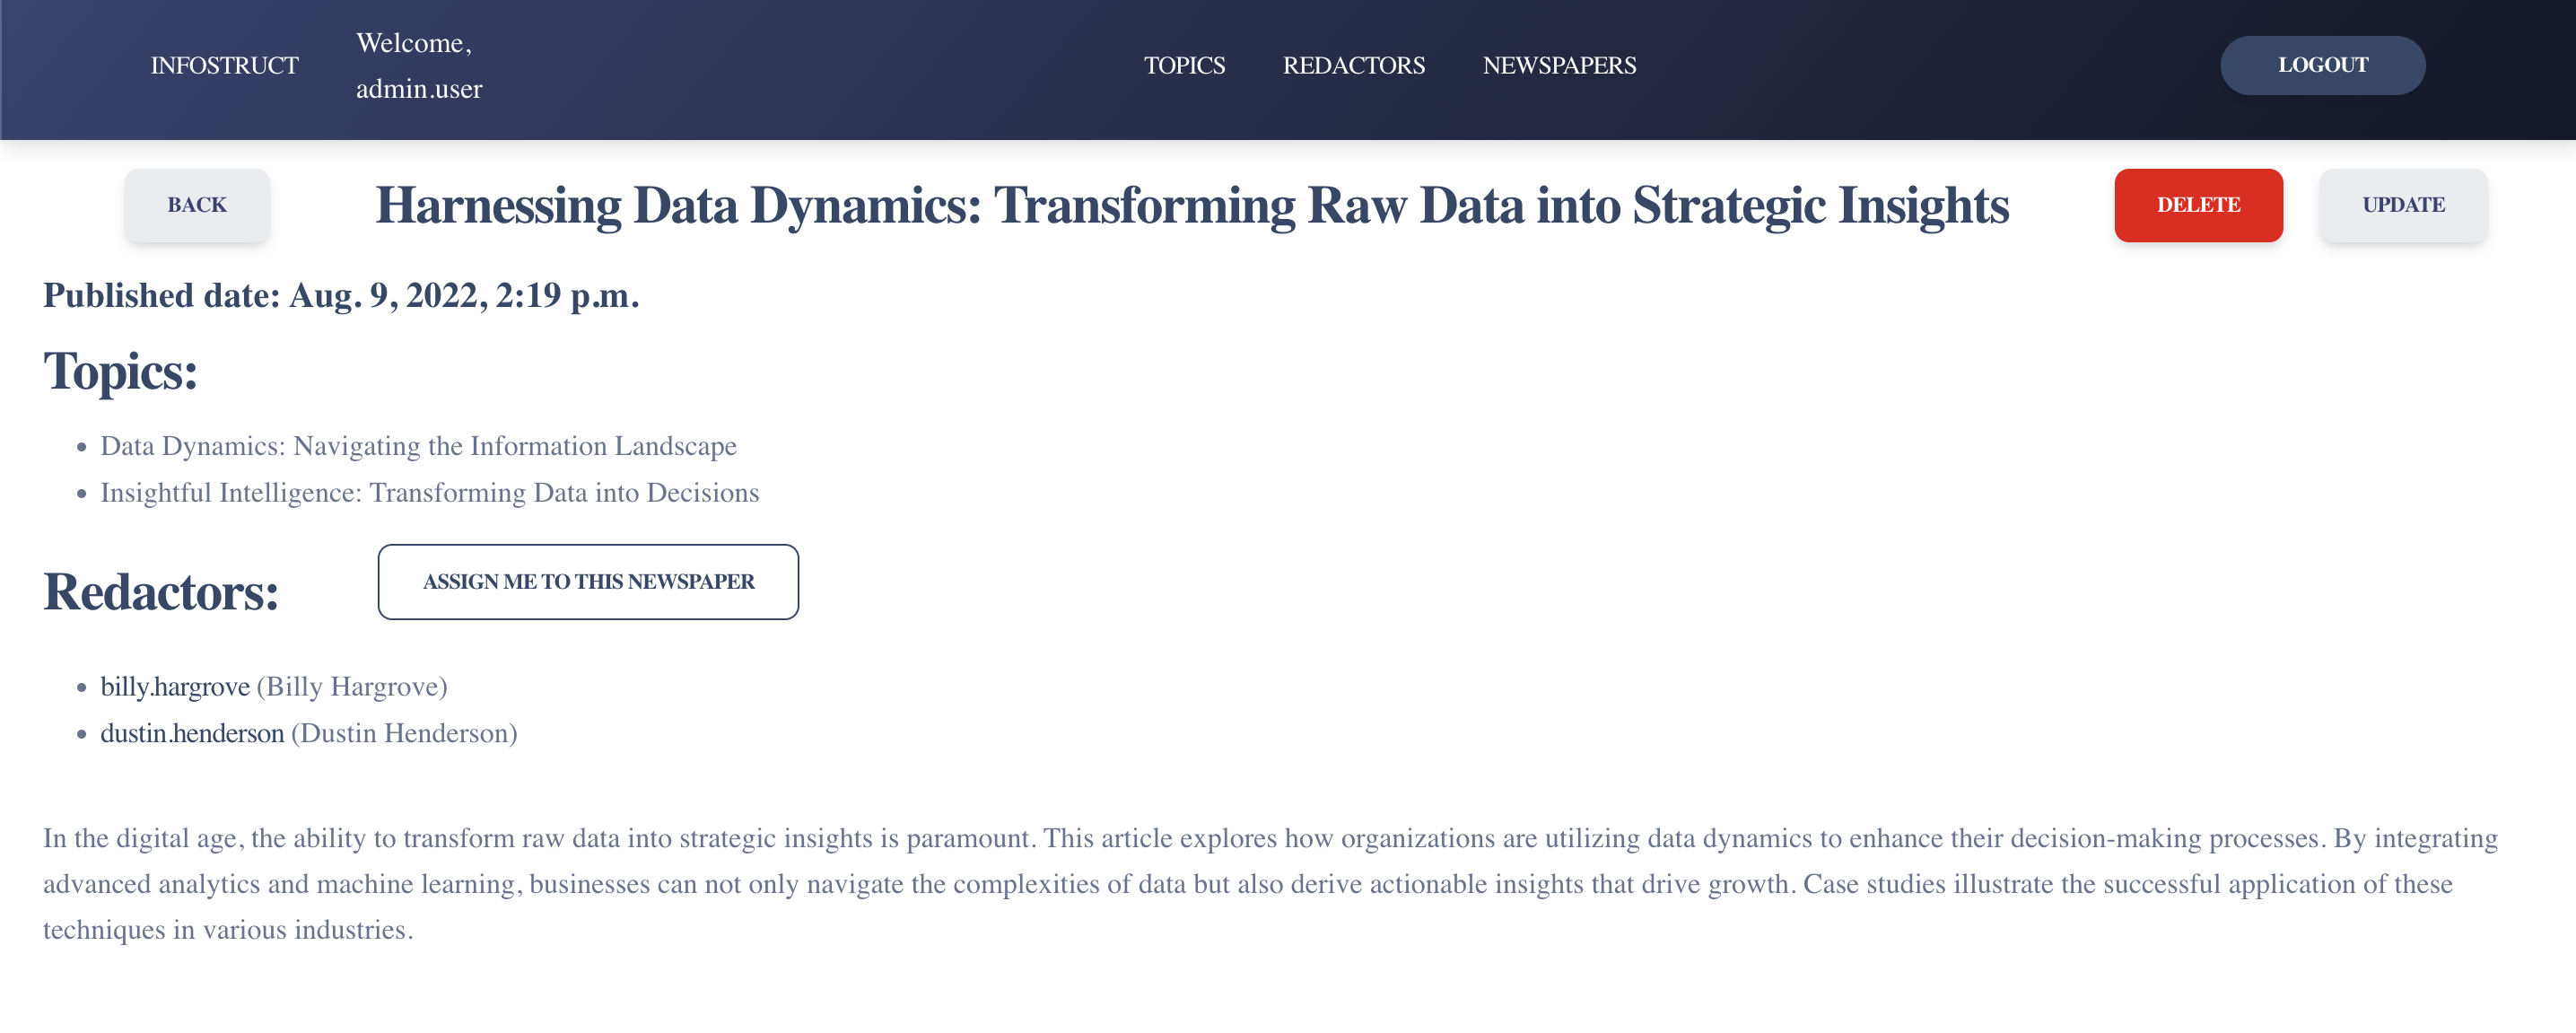 INFOSTRUCT
Welcome,
admin.user
TOPICS
REDACTORS
NEWSPAPERS
LOGOUT
BACK
Harnessing Data Dynamics: Transforming Raw Data into Strategic Insights
DELETE
UPDATE
Published date: Aug. 9, 2022, 2:19 p.m.
Topics:
Data Dynamics: Navigating the Information Landscape
Insightful Intelligence: Transforming Data into Decisions
Redactors:
ASSIGN ME TO THIS NEWSPAPER
billy.hargrove (Billy Hargrove)
dustin.henderson (Dustin Henderson)
In the digital age, the ability to transform raw data into strategic insights is paramount. This article explores how organizations are utilizing data dynamics to enhance their decision-making processes. By integrating
advanced analytics and machine learning, businesses can not only navigate the complexities of data but also derive actionable insights that drive growth. Case studies illustrate the successful application of these
techniques in various industries.